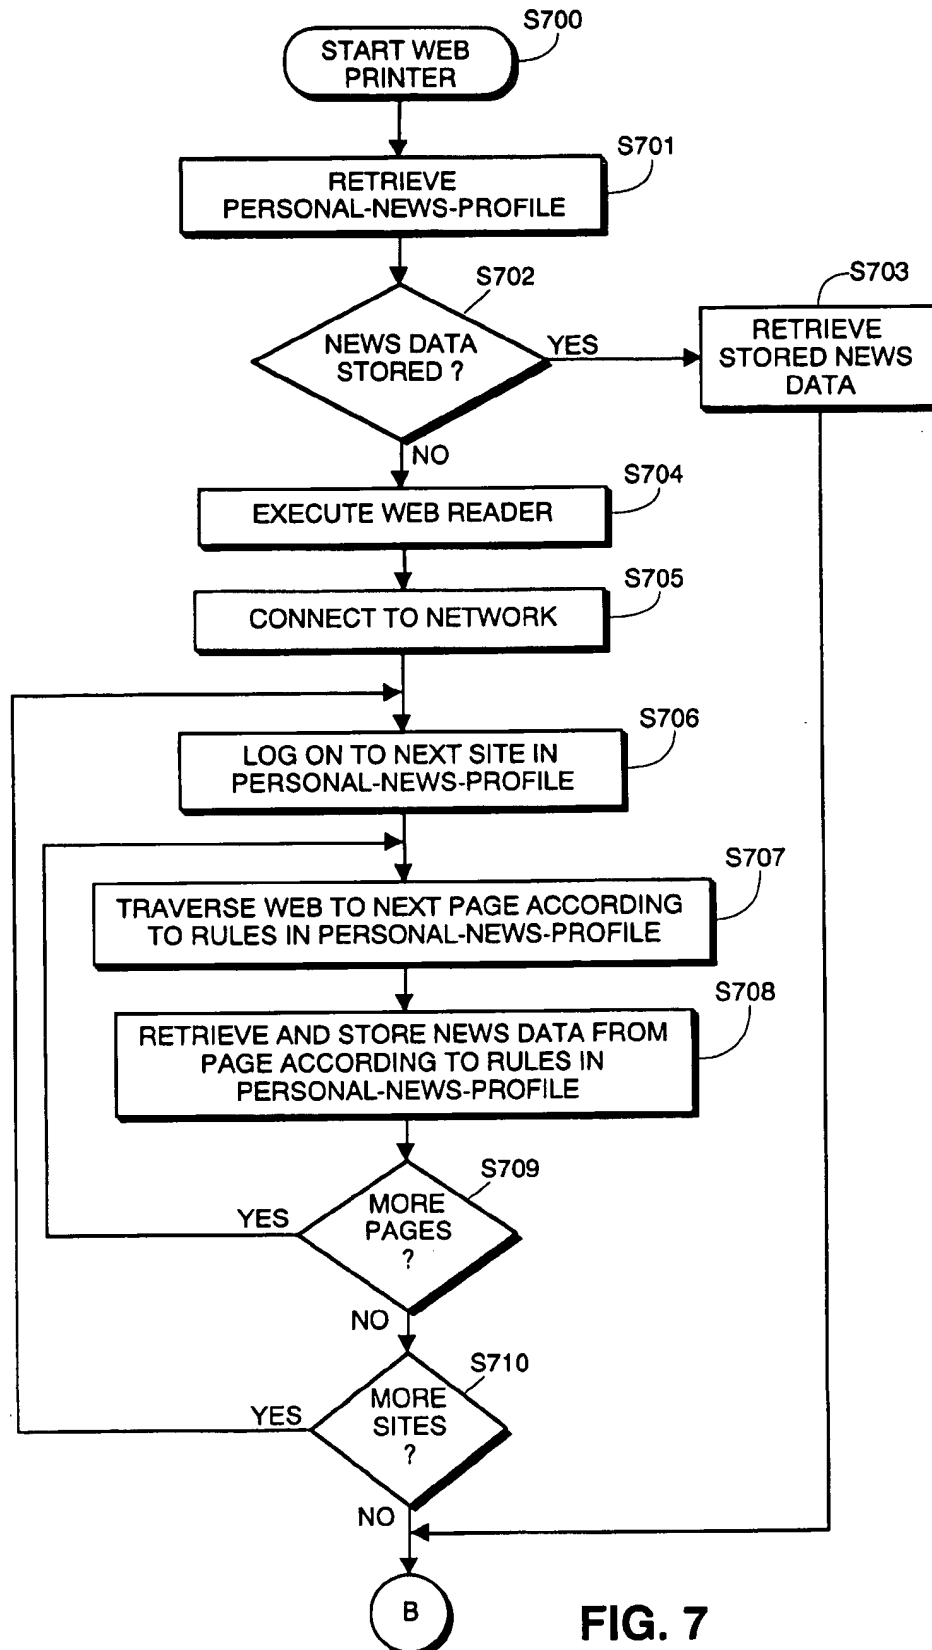 S700
START WEB
PRINTER
S701
RETRIEVE
PERSONAL-NEWS-PROFILE
S702
NEWS DATA
STORED ?
YES
S703
RETRIEVE
STORED NEWS
DATA
NO
S704
EXECUTE WEB READER
S705
CONNECT TO NETWORK
S706
LOG ON TO NEXT SITE IN
PERSONAL-NEWS-PROFILE
S707
TRAVERSE WEB TO NEXT PAGE ACCORDING
TO RULES IN PERSONAL-NEWS-PROFILE
S708
RETRIEVE AND STORE NEWS DATA FROM
PAGE ACCORDING TO RULES IN
PERSONAL-NEWS-PROFILE
S709
MORE
PAGES
?
YES
NO
S710
MORE
SITES
?
YES
NO
B
FIG. 7